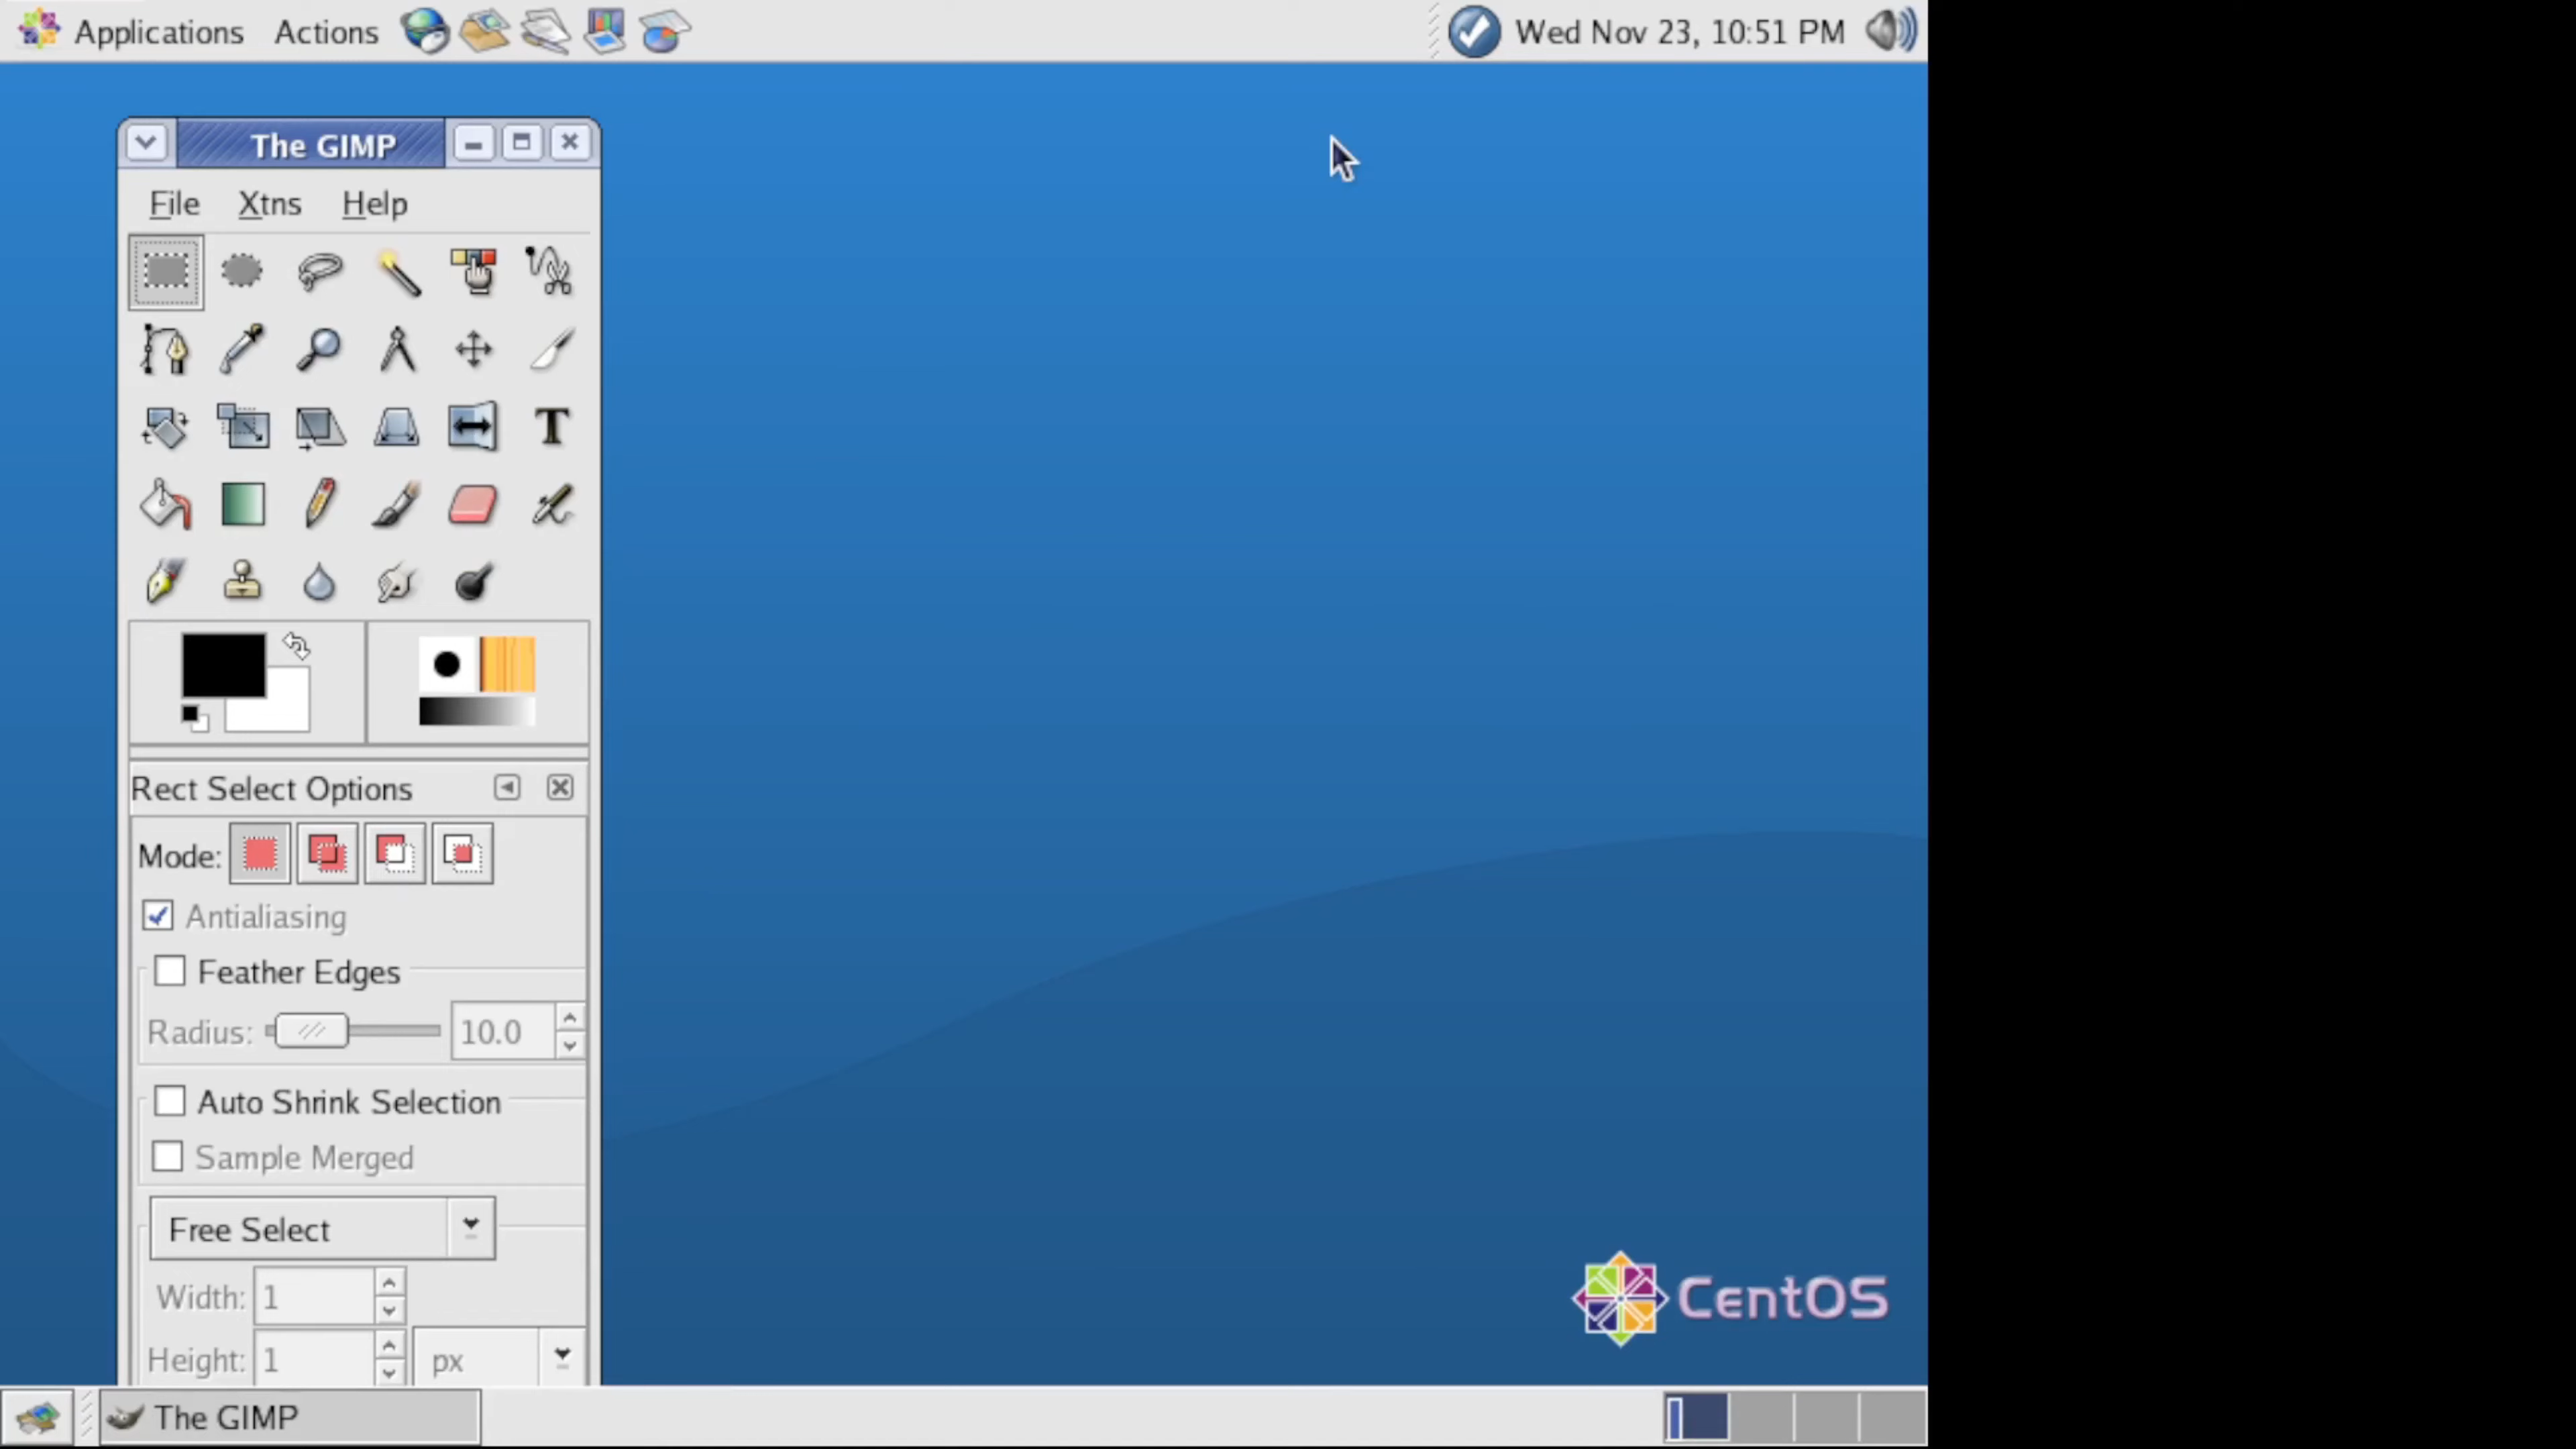 Applications Actions Wed Nov 23, 10:51 PM
The GIMP
File Xtns Help
Rect Select Options
Mode:
Antialiasing
Feather Edges
Radius: 10.0
Auto Shrink Selection
Sample Merged
Free Select
Width: 1
Height: 1 px
CentOS
The GIMP